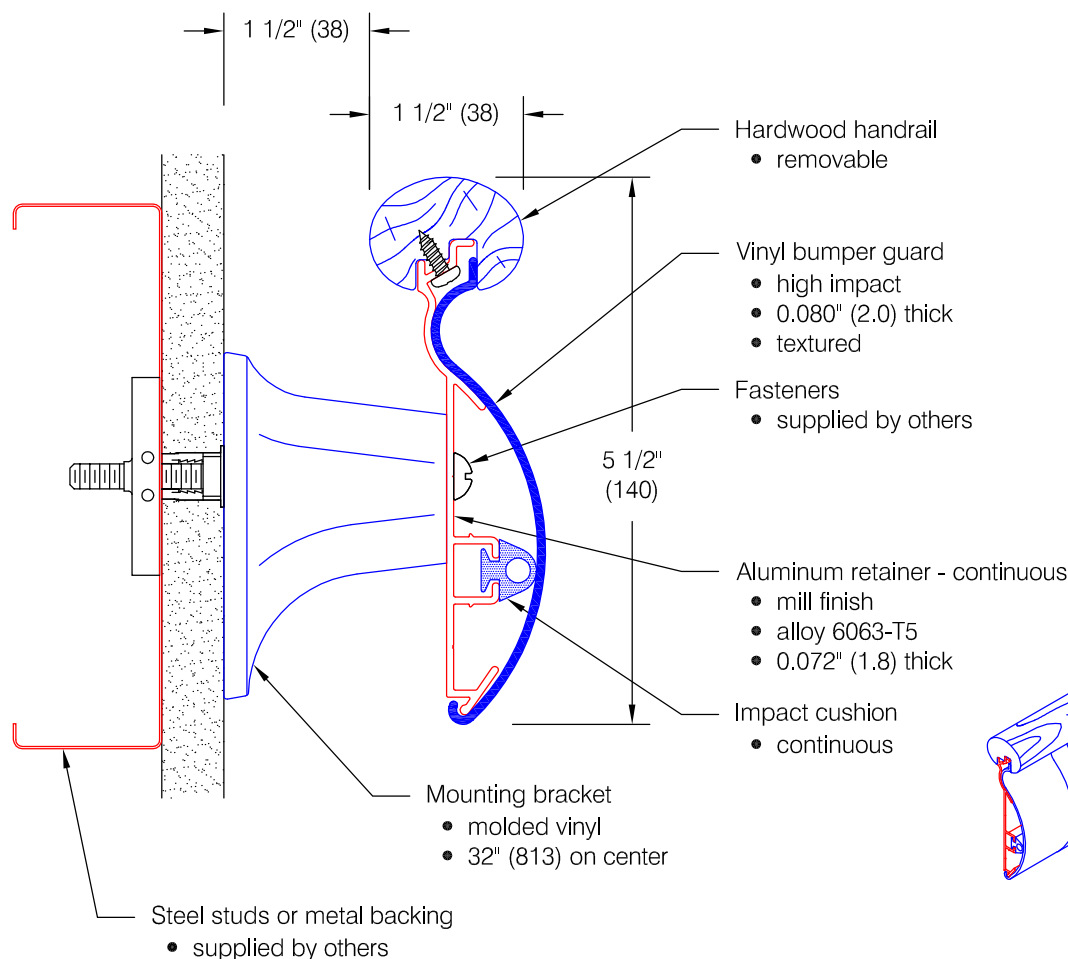 1 1/2" (38)
1 1/2" (38)
Hardwood handrail
• removable
Vinyl bumper guard
• high impact
• 0.080" (2.0) thick
• textured
Fasteners
• supplied by others
5 1/2"
(140)
Aluminum retainer - continuous
• mill finish
• alloy 6063-T5
• 0.072" (1.8) thick
Impact cushion
• continuous
Mounting bracket
• molded vinyl
• 32" (813) on center
Steel studs or metal backing
• supplied by others